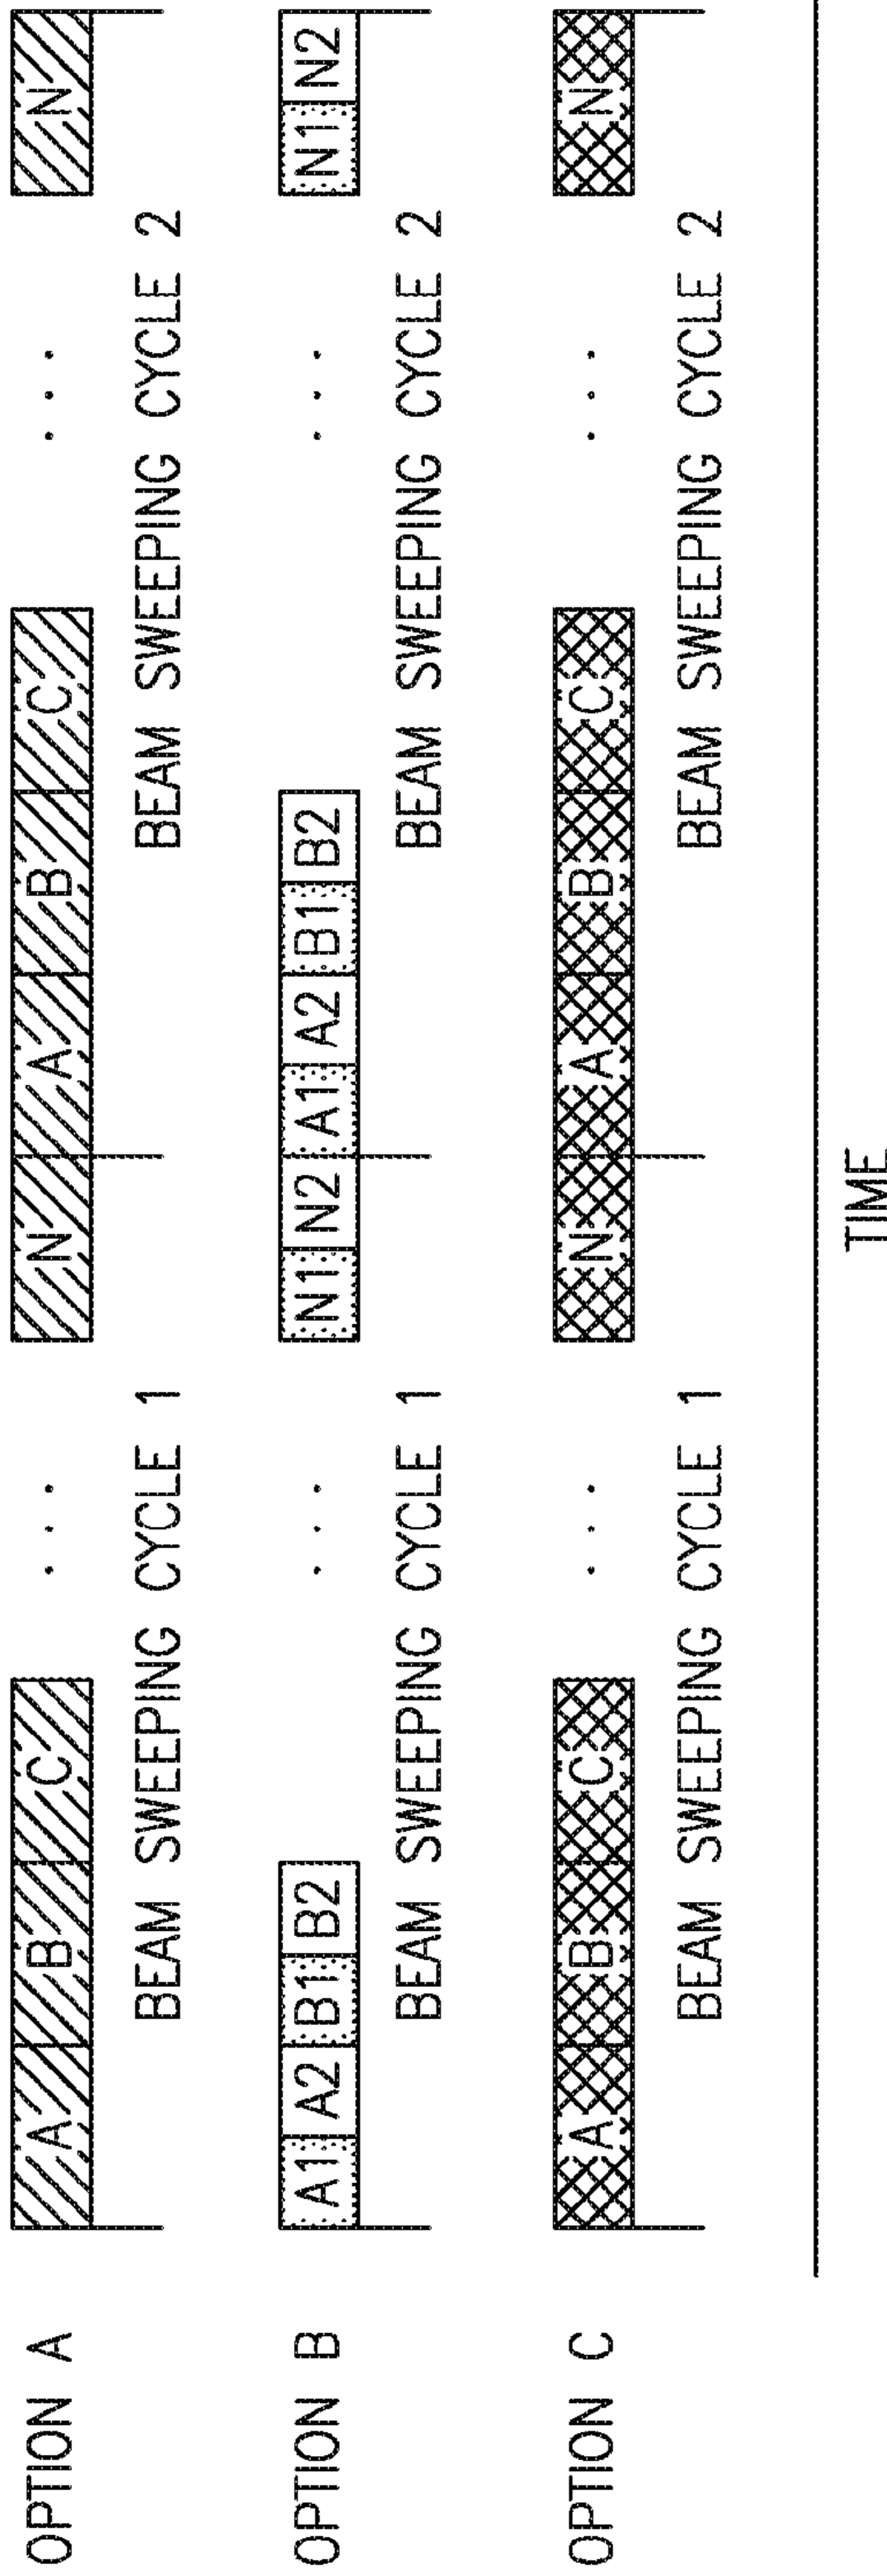 OPTION A
A B C ... N A B C ... N
BEAM SWEEPING CYCLE 1 BEAM SWEEPING CYCLE 2
OPTION B
A1 A2 B1 B2 ... N1 N2 A1 A2 B1 B2 ... N1 N2
BEAM SWEEPING CYCLE 1 BEAM SWEEPING CYCLE 2
OPTION C
A B C ... N A B C ... N
BEAM SWEEPING CYCLE 1 BEAM SWEEPING CYCLE 2
TIME